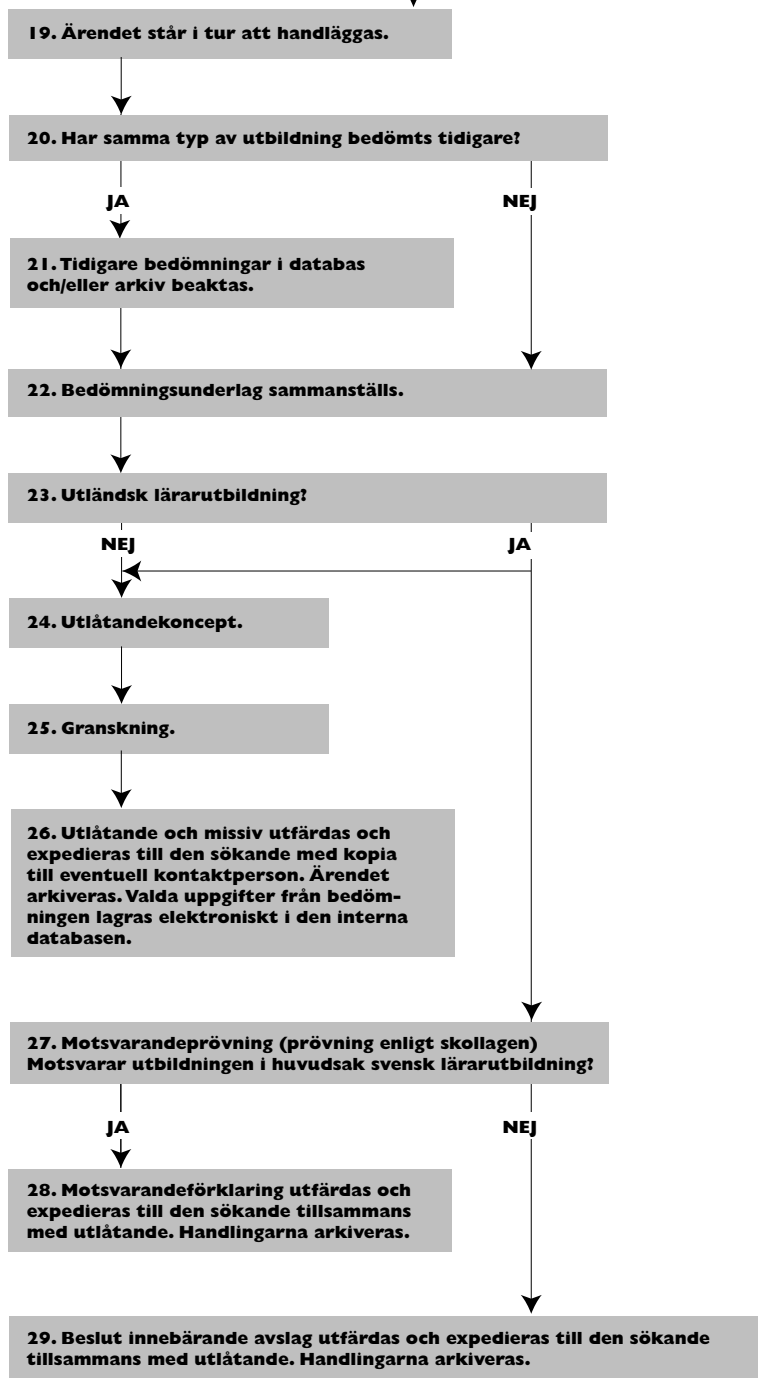 19. Ärendet står i tur att handläggas.
20. Har samma typ av utbildning bedömts tidigare?
JA
NEJ
21. Tidigare bedömningar i databas
och/eller arkiv beaktas.
22. Bedömningsunderlag sammanställs.
23. Utländsk lärarutbildning?
NEJ
JA
24. Utlåtandekoncept.
25. Granskning.
26. Utlåtande och missiv utfärdas och
expedieras till den sökande med kopia
till eventuell kontaktperson. Ärendet
arkiveras. Valda uppgifter från bedöm-
ningen lagras elektroniskt i den interna
databasen.
27. Motsvarandeprövning (prövning enligt skollagen)
Motsvarar utbildningen i huvudsak svensk lärarutbildning?
JA
NEJ
28. Motsvarandeförklaring utfärdas och
expedieras till den sökande tillsammans
med utlåtande. Handlingarna arkiveras.
29. Beslut innebärande avslag utfärdas och expedieras till den sökande
tillsammans med utlåtande. Handlingarna arkiveras.